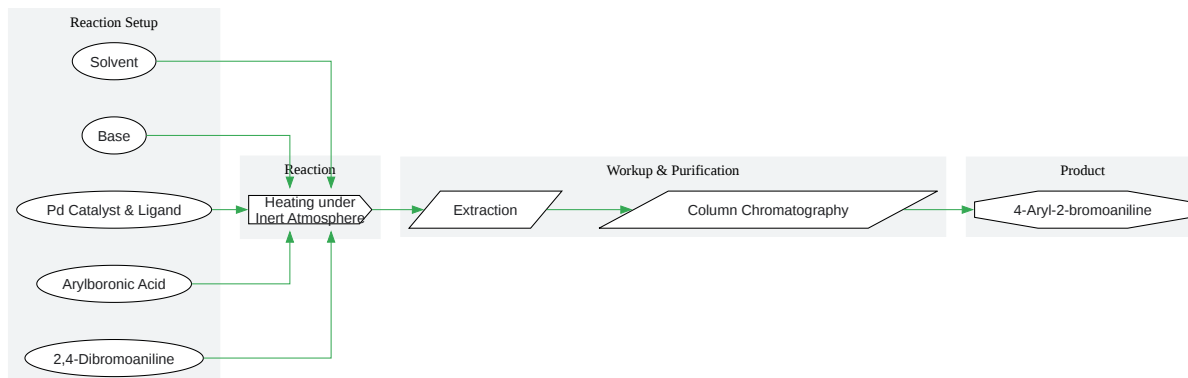 Reaction Setup
Solvent
Base
Pd Catalyst & Ligand
Arylboronic Acid
2,4-Dibromoaniline
Reaction
Heating under
Inert Atmosphere
Workup & Purification
Extraction
Column Chromatography
Product
4-Aryl-2-bromoaniline